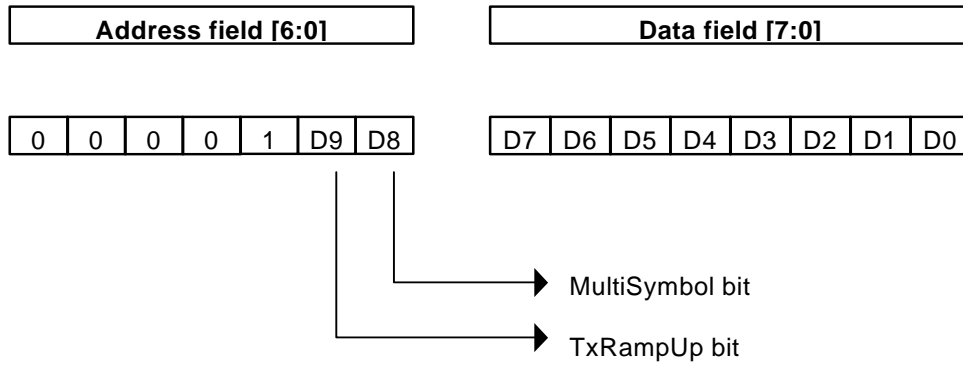 Address field [6:0] Data field [7:0]
0 0 0 0 1 D9 D8 D7 D6 D5 D4 D3 D2 D1 D0
MultiSymbol bit
TxRampUp bit